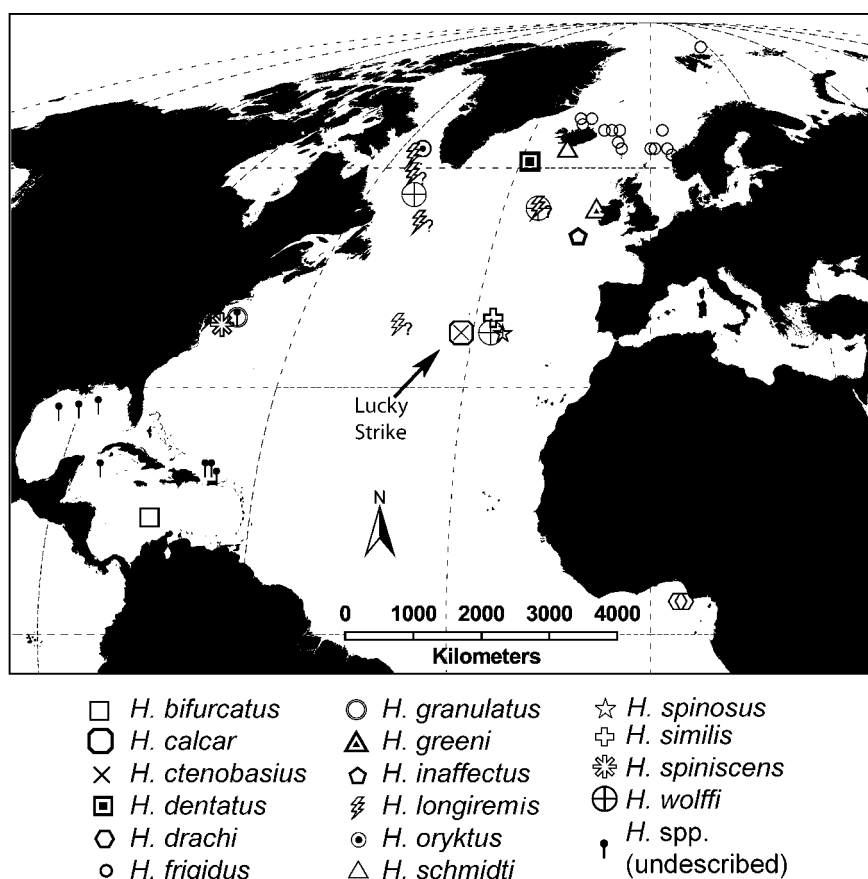 ?
?
?
?
?
Lucky
Strike
N
0 1000 2000 3000 4000
Kilometers
H. bifurcatus
H. calcar
H. ctenobasius
H. dentatus
H. drachi
H. frigidus
H. granulatus
H. greeni
H. inaffectus
H. longiremis
H. oryktus
H. schmidti
H. spinosus
H. similis
H. spiniscens
H. wolffi
H. spp.
(undescribed)